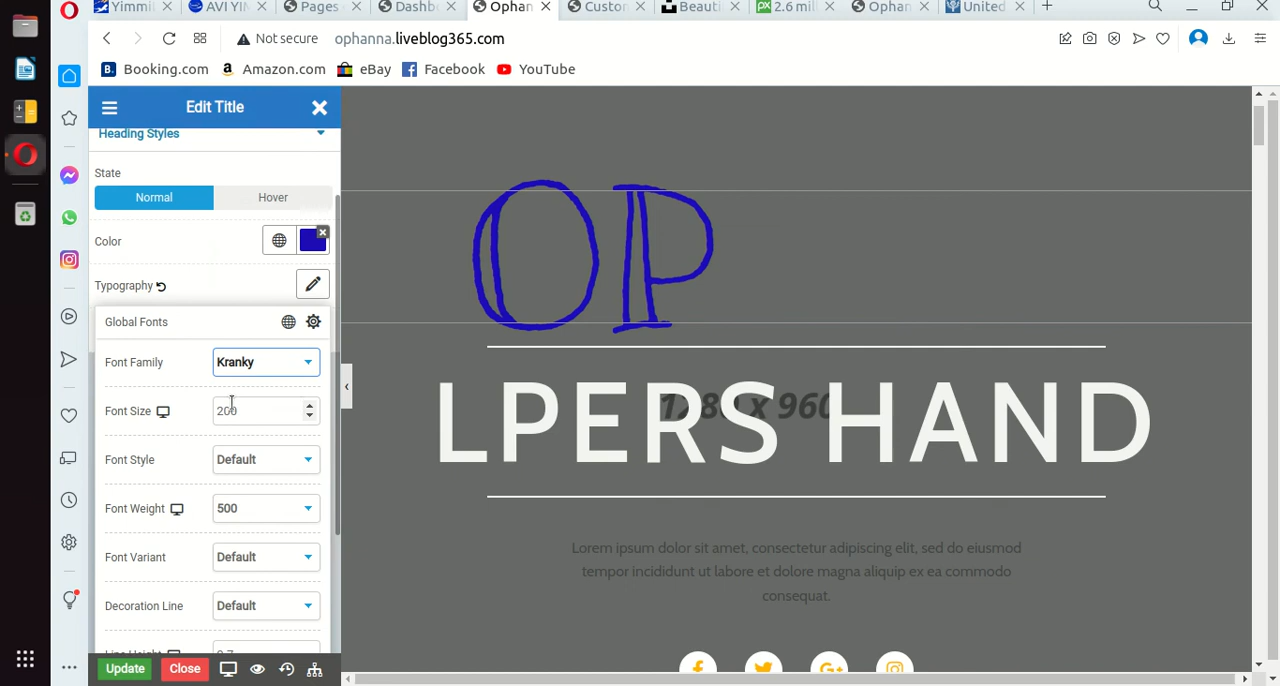 Yimmi
AVI YIM
Pages
Dashb
Ophan
Custor
Beauti
2.6 mil
Ophan
United
Not secure
ophanna.liveblog365.com
B. Booking.com
a Amazon.com
eBay
Facebook
YouTube
Edit Title
Heading Styles
State
Normal
Hover
Color
Typography
Global Fonts
Font Family
Kranky
Font Size
200
Font Style
Default
Font Weight
500
Font Variant
Default
Decoration Line
Default
Update
Close
OP
1280 x 960
LPERS HAND
Lorem ipsum dolor sit amet, consectetur adipiscing elit, sed do eiusmod
tempor incididunt ut labore et dolore magna aliquip ex ea commodo
consequat.